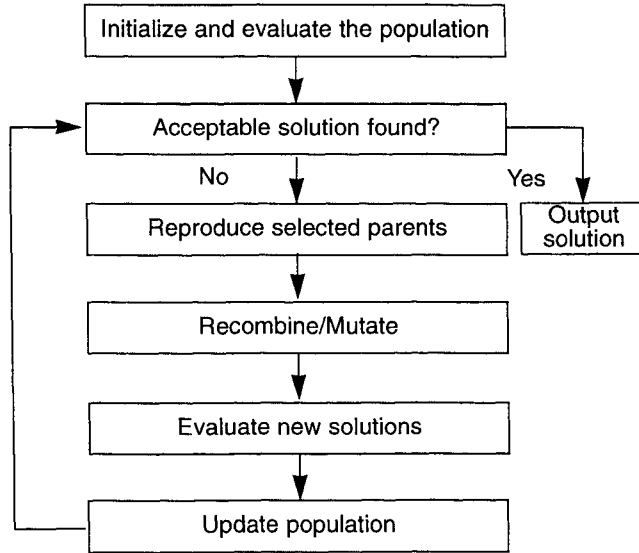 Initialize and evaluate the population
Acceptable solution found?
No
Yes
Reproduce selected parents
Output
solution
Recombine/Mutate
Evaluate new solutions
Update population